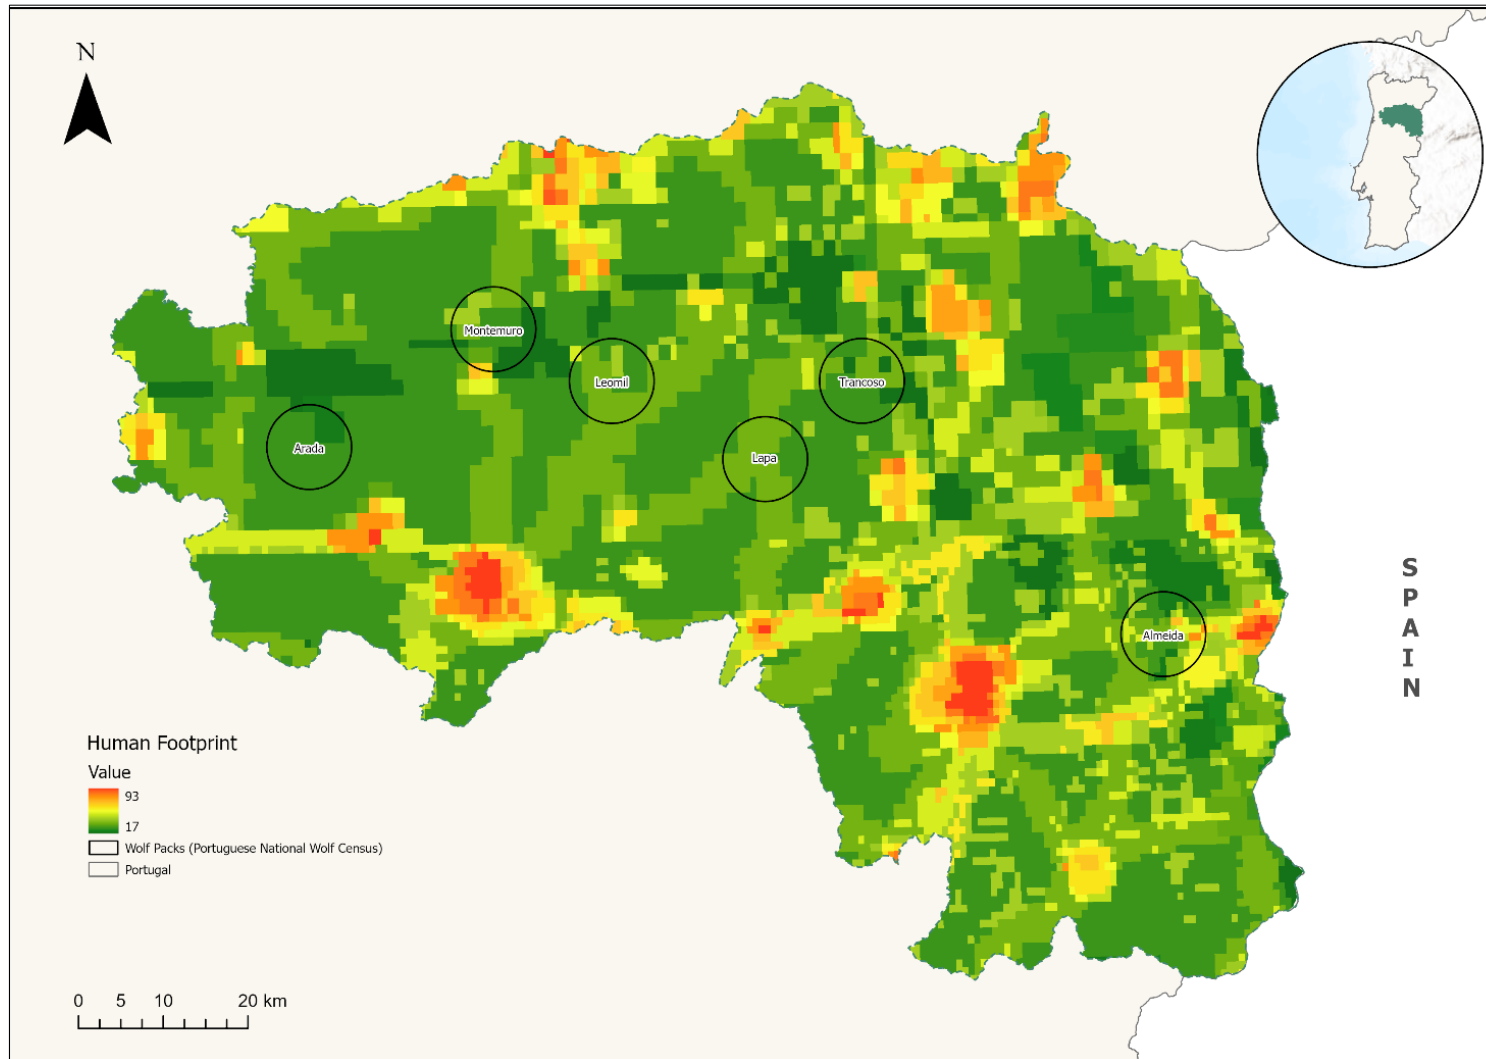 N
Montemuro
Leomil
Trancoso
Arada
Lapa
Almeida
S
P
A
I
N
Human Footprint
Value
93
17
Wolf Packs (Portuguese National Wolf Census)
Portugal
0 5 10 20 km